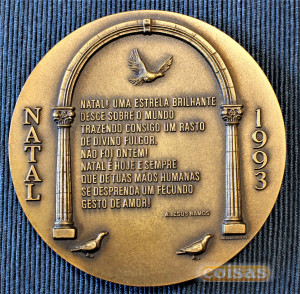 NATAL
NATAL! UMA ESTRELA BRILHANTE
DESCE SOBRE O MUNDO
TRAZENDO CONSIGO UM RASTO
DE DIVINO FULGOR.
NÃO FOI ONTEM!
NATAL É HOJE E SEMPRE
QUE DE TUAS MÃOS HUMANAS
SE DESPRENDA UM FECUNDO
GESTO DE AMOR!
RAMOS
1993
Coisas